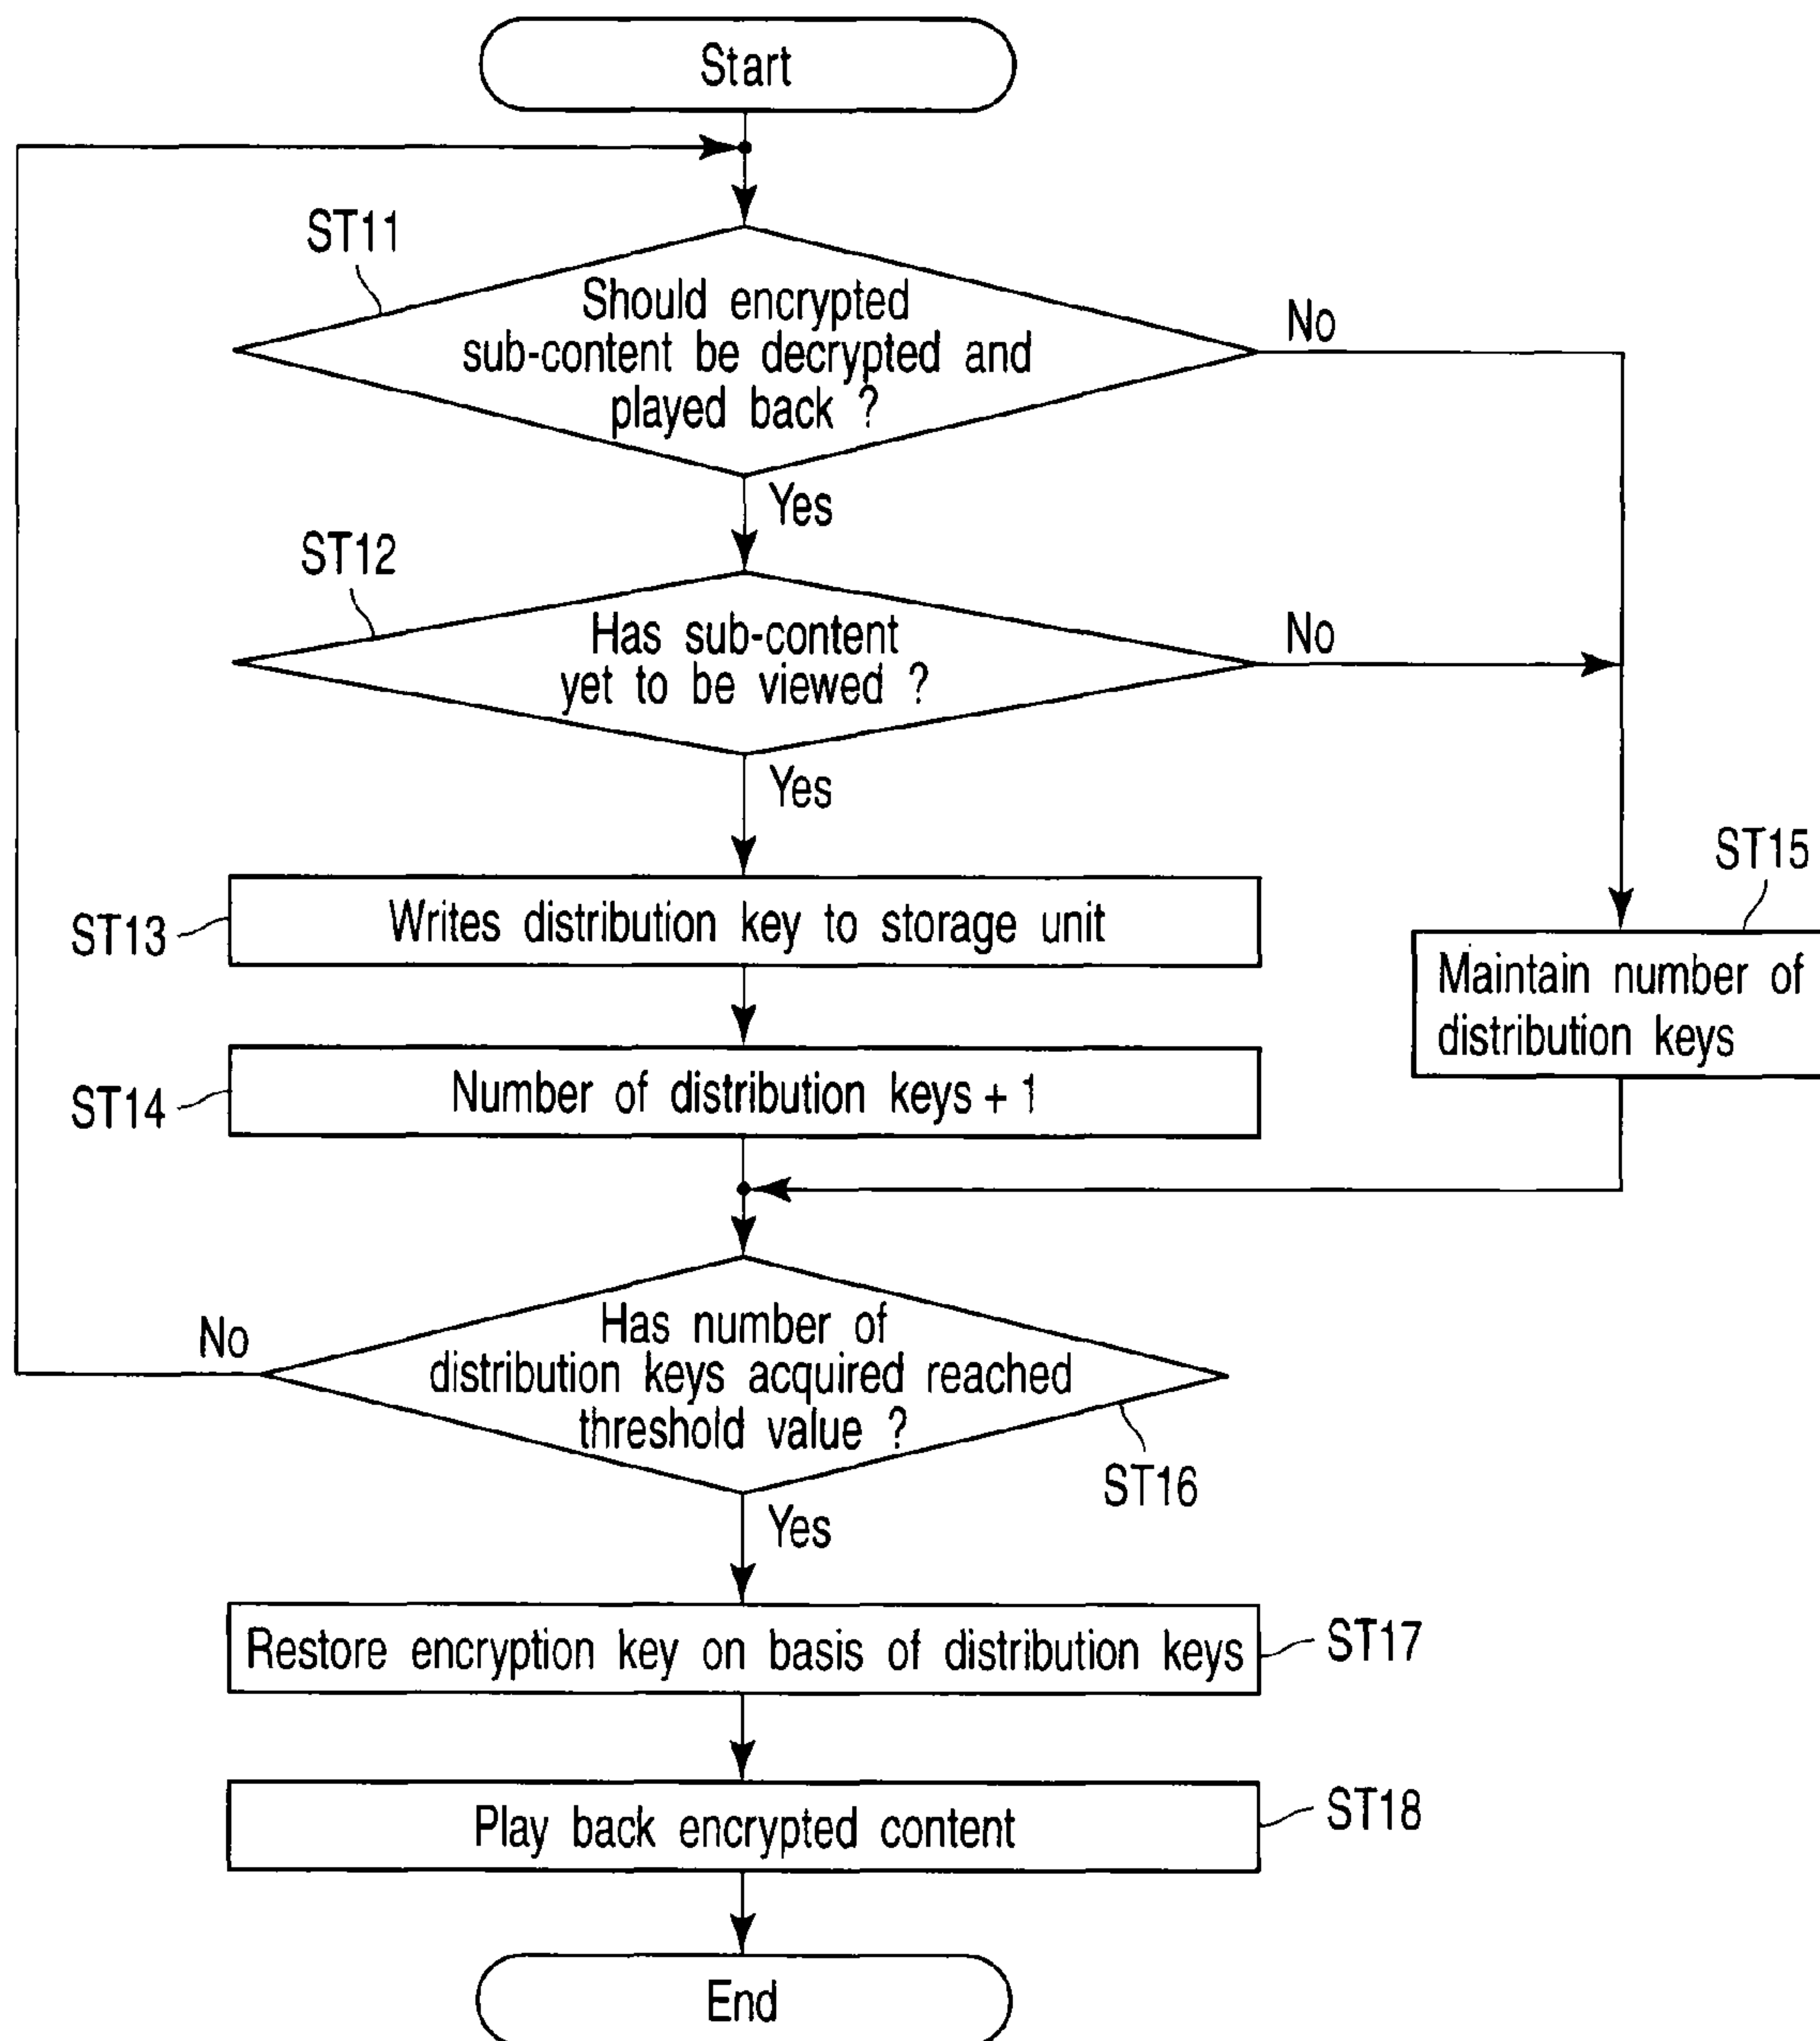 Start
ST11
Should encrypted
sub-content be decrypted and
played back ?
No
Yes
ST12
Has sub-content
yet to be viewed ?
No
Yes
ST13
Writes distribution key to storage unit
ST15
Maintain number of
distribution keys
ST14
Number of distribution keys + 1
No
Has number of
distribution keys acquired reached
threshold value ?
ST16
Yes
Restore encryption key on basis of distribution keys
ST17
Play back encrypted content
ST18
End